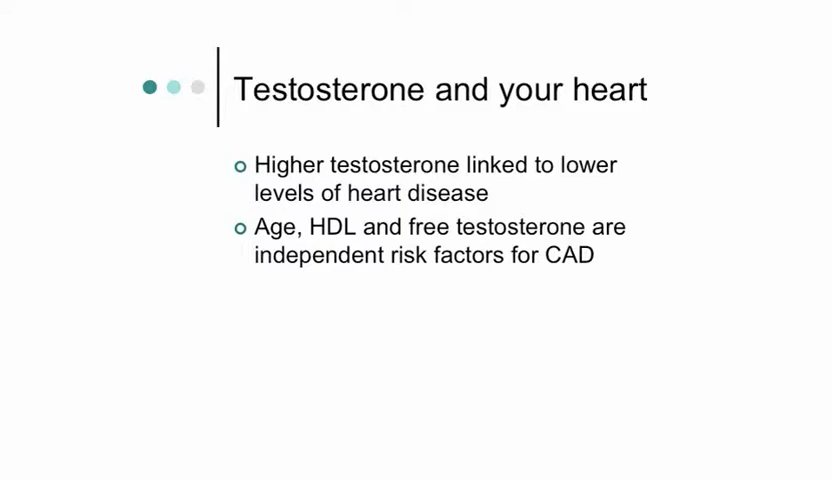 Testosterone and your heart
Higher testosterone linked to lower
levels of heart disease
Age, HDL and free testosterone are
independent risk factors for CAD